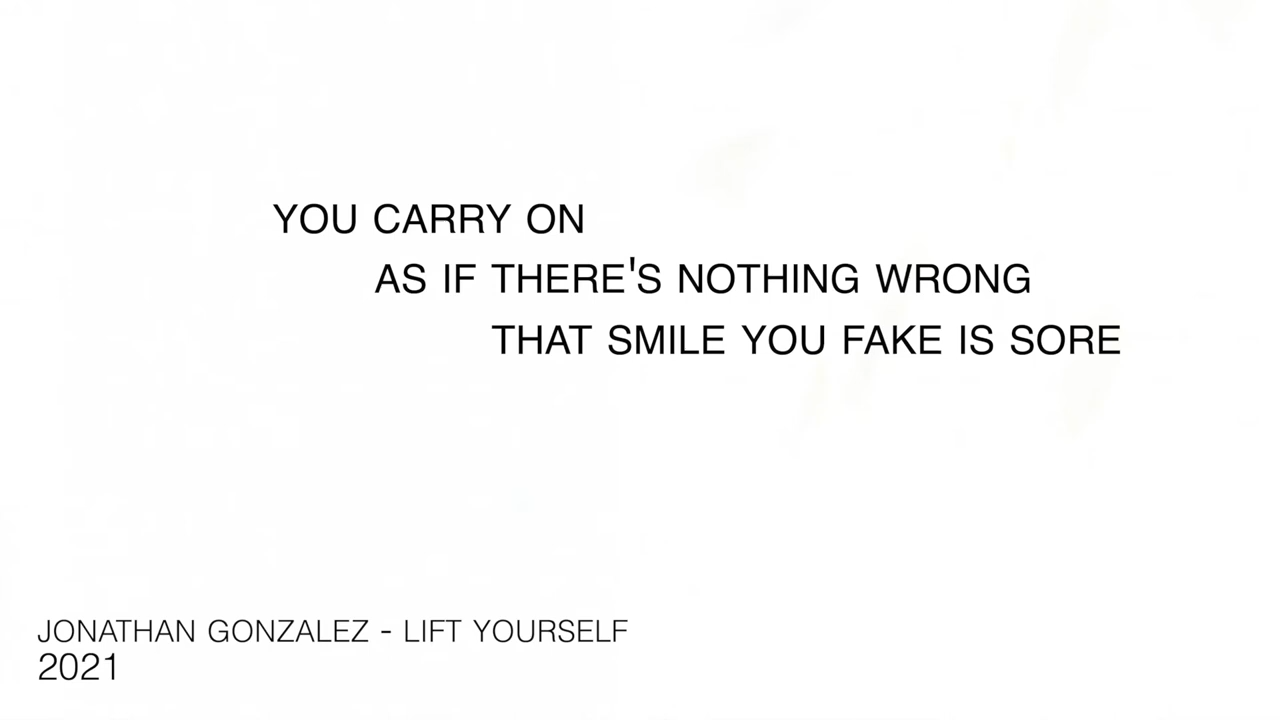 YOU CARRY ON
AS IF THERE'S NOTHING WRONG
THAT SMILE YOU FAKE IS SORE
JONATHAN GONZALEZ - LIFT YOURSELF
2021